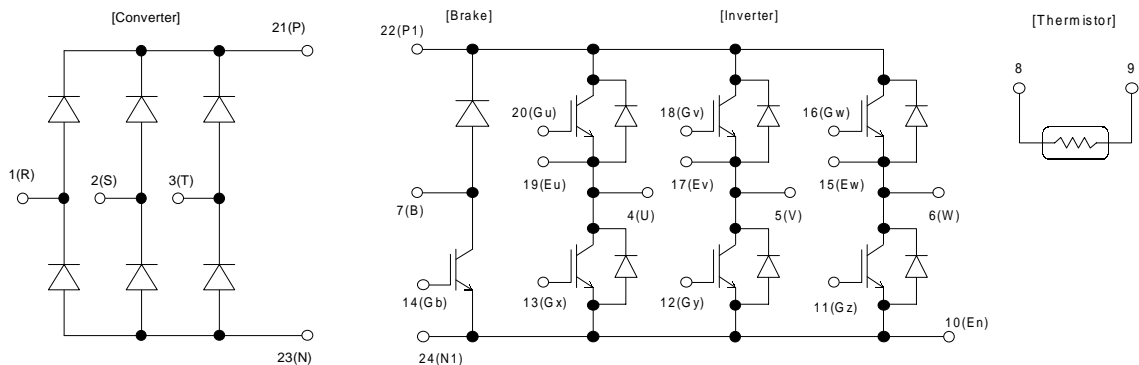 [Converter]
[Brake]
[Inverter]
[Thermistor]
21(P)
22(P1)
8
9
20(Gu)
18(Gv)
16(Gw)
1(R)
2(S)
3(T)
19(Eu)
17(Ev)
15(Ew)
7(B)
4(U)
5(V)
6(W)
14(Gb)
13(Gx)
12(Gy)
11(Gz)
10(En)
23(N)
24(N1)